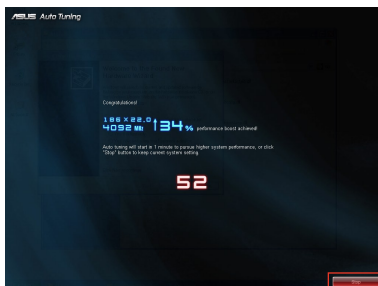 ASUS Auto Tuning
Congratulations!
186 × 22.0
4092 MHz ↑ 34 % performance boost achieved!
Auto tuning will start in 1 minute to pursue higher system performance, or click
"Stop" button to keep current system setting
52
Stop